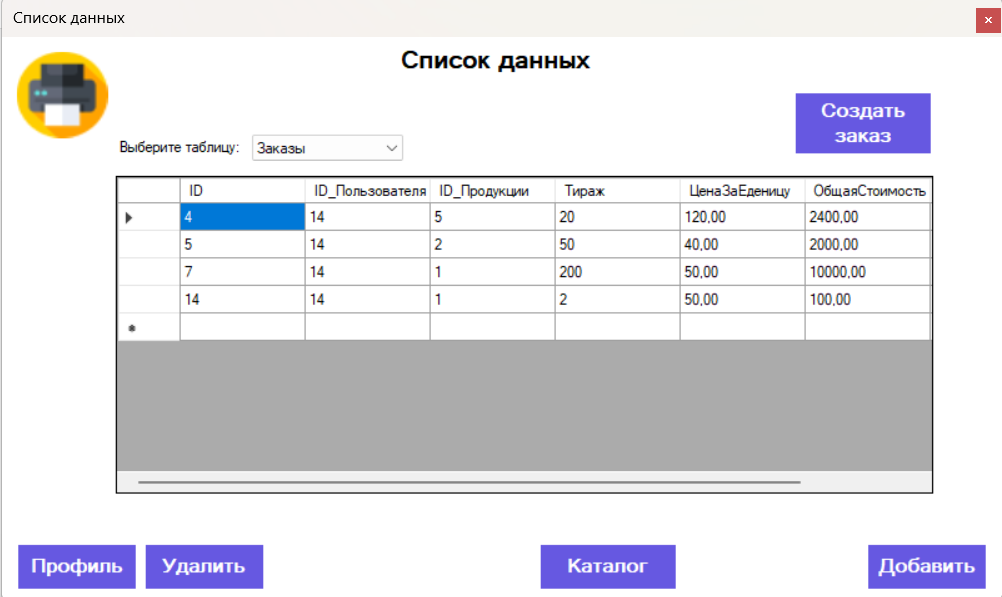 Список данных
Список данных
Создать
заказ
Выберите таблицу: Заказы
ID ID_Пользователя ID_Продукции Тираж ЦенаЗаЕденицу ОбщаяСтоимость
4 14 5 20 120,00 2400,00
5 14 2 50 40,00 2000,00
7 14 1 200 50,00 10000,00
14 14 1 2 50,00 100,00
Профиль Удалить Каталог Добавить